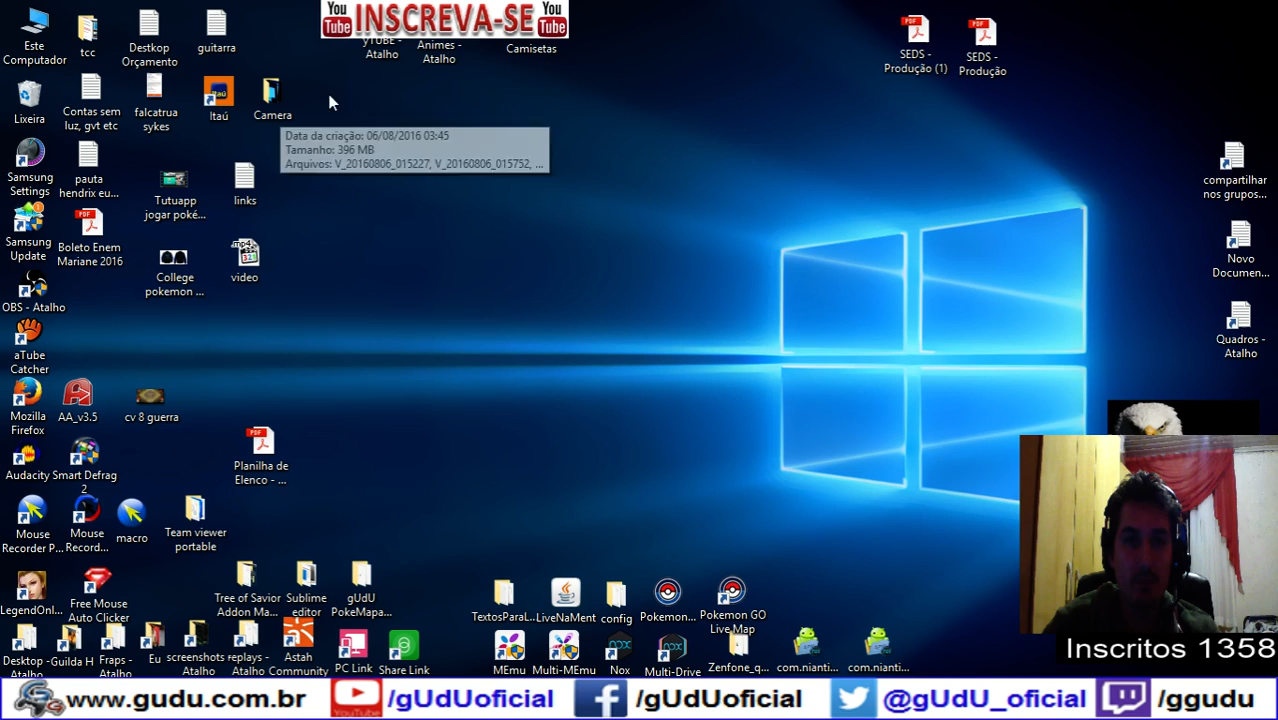 You Tube INSCREVA-SE You Tube
Este Computador
tcc
Destkop Orçamento
guitarra
yTUBE - Atalho
Animes - Atalho
Camisetas
SEDS - Produção (1)
SEDS - Produção
Lixeira
Contas sem luz, gvt etc
falcatrua sykes
Itaú
Camera
Data da criação: 06/08/2016 03:45
Tamanho: 396 MB
Arquivos: V_20160806_015227, V_20160806_015752, ...
Samsung Settings
pauta hendrix eu...
Tutuapp jogar poké...
links
compartilhar nos grupos...
Samsung Update
Boleto Enem Mariane 2016
College pokemon ...
video
Novo Documen...
OBS - Atalho
Quadros - Atalho
aTube Catcher
Mozilla Firefox
AA_v3.5
cv 8 guerra
Audacity
Smart Defrag 2
Planilha de Elenco - ...
Mouse Recorder P...
Mouse Record...
macro
Team viewer portable
LegendOnl...
Free Mouse Auto Clicker
Tree of Savior Addon Ma...
Sublime editor
gUdU PokeMapa...
TextosParaL...
LiveNaMent...
config
Pokemon...
Pokemon GO Live Map
Desktop - Atalho
Guilda H
Fraps - Atalho
Eu
screenshots Atalho
replays - Atalho
Astah Community
PC Link
Share Link
MEmu
Multi-MEmu
Nox
Multi-Drive
Zenfone_q...
com.nianti...
com.nianti...
Inscritos 1358
www.gudu.com.br YouTube /gUdUoficial /gUdUoficial @gUdU_oficial /ggudu